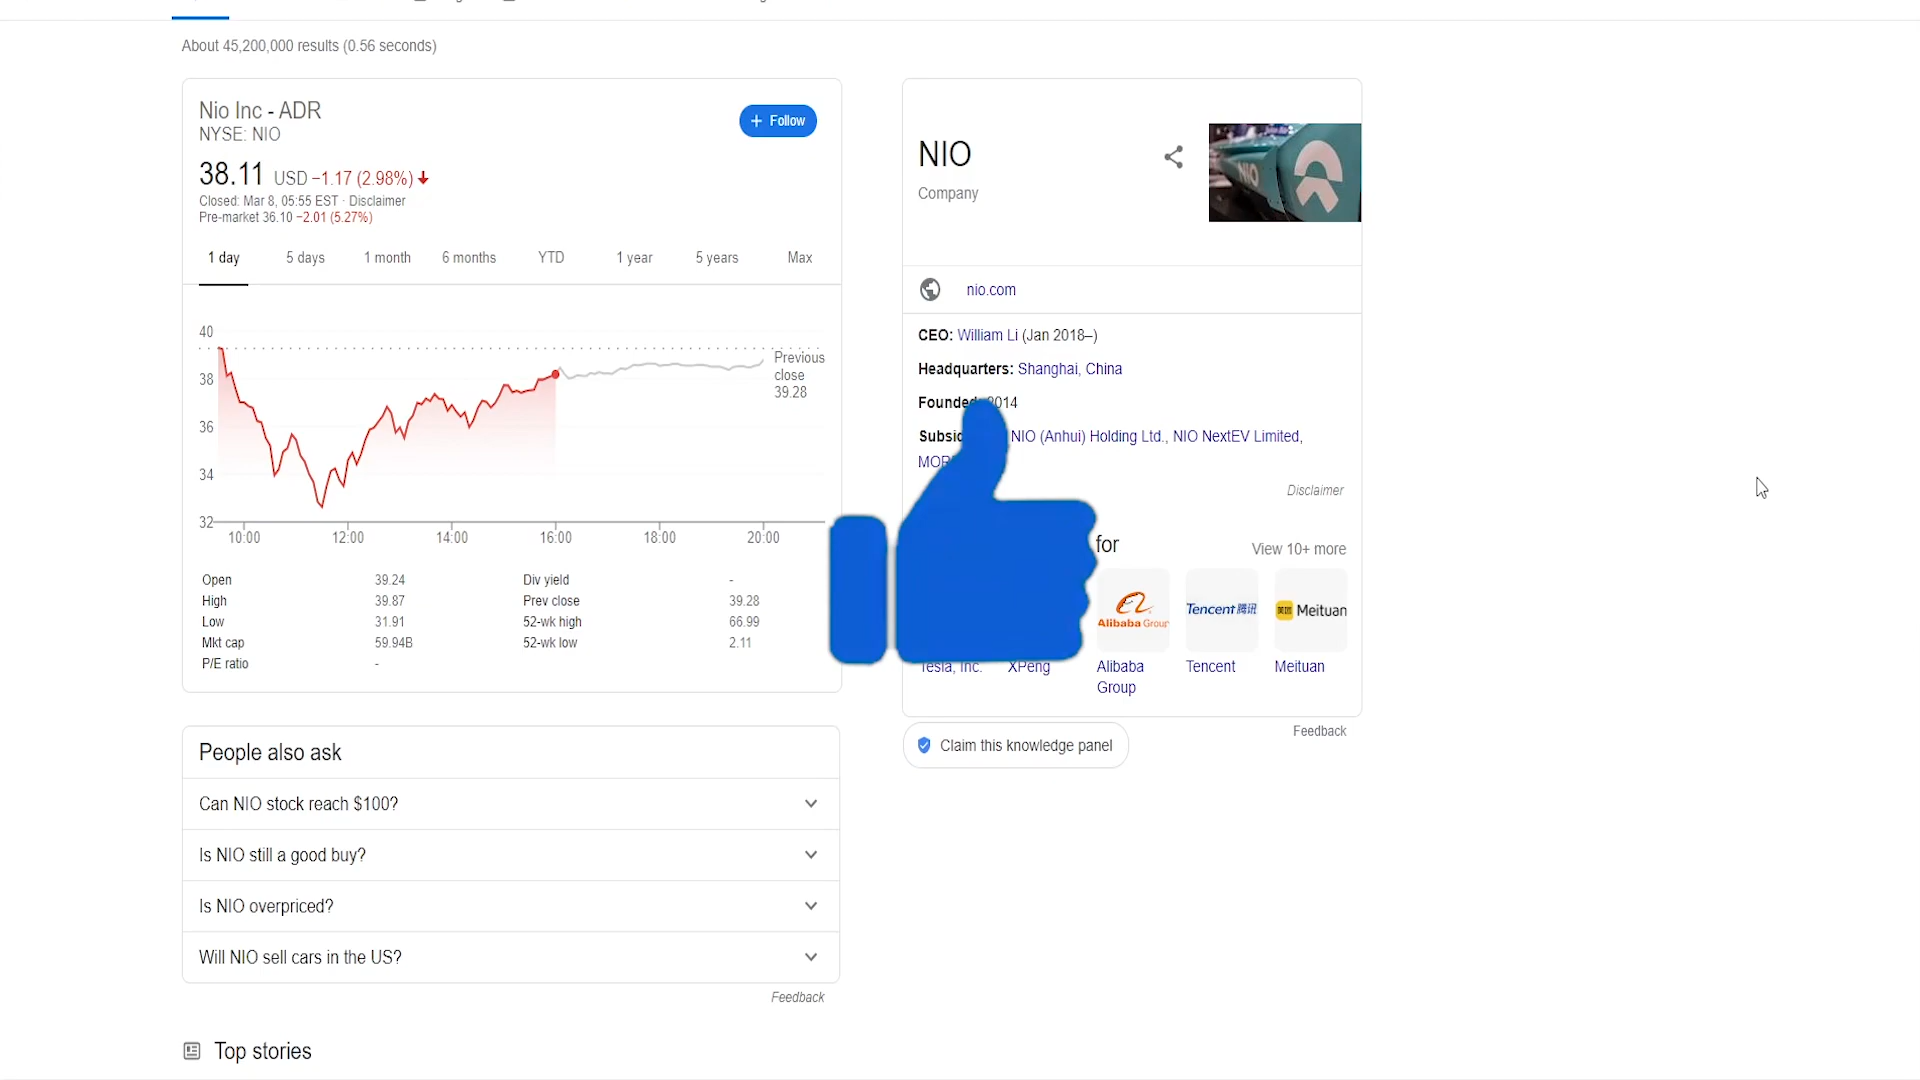 About 45,200,000 results (0.56 seconds)
Nio Inc - ADR
NYSE: NIO
+ Follow
38.11 USD −1.17 (2.98%)
Closed: Mar 8, 05:55 EST · Disclaimer
Pre-market 36.10 −2.01 (5.27%)
1 day 5 days 1 month 6 months YTD 1 year 5 years Max
40
38
36
34
32
Previous
close
39.28
10:00 12:00 14:00 16:00 18:00 20:00
Open 39.24 Div yield -
High 39.87 Prev close 39.28
Low 31.91 52-wk high 66.99
Mkt cap 59.94B 52-wk low 2.11
P/E ratio -
People also ask
Can NIO stock reach $100?
Is NIO still a good buy?
Is NIO overpriced?
Will NIO sell cars in the US?
Feedback
Top stories
NIO
Company
NIO
nio.com
CEO: William Li (Jan 2018–)
Headquarters: Shanghai, China
Founded 2014
NIO (Anhui) Holding Ltd., NIO NextEV Limited,
Disclaimer
for
View 10+ more
Alibaba Group
Tencent 腾讯
美团 Meituan
Tesla, Inc. XPeng Alibaba Tencent Meituan
Group
Feedback
Claim this knowledge panel